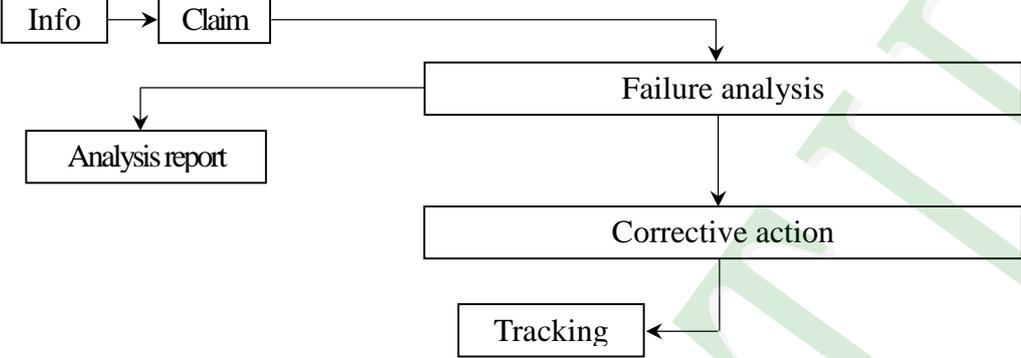 Info
Claim
Failure analysis
Analysis report
Corrective action
Tracking